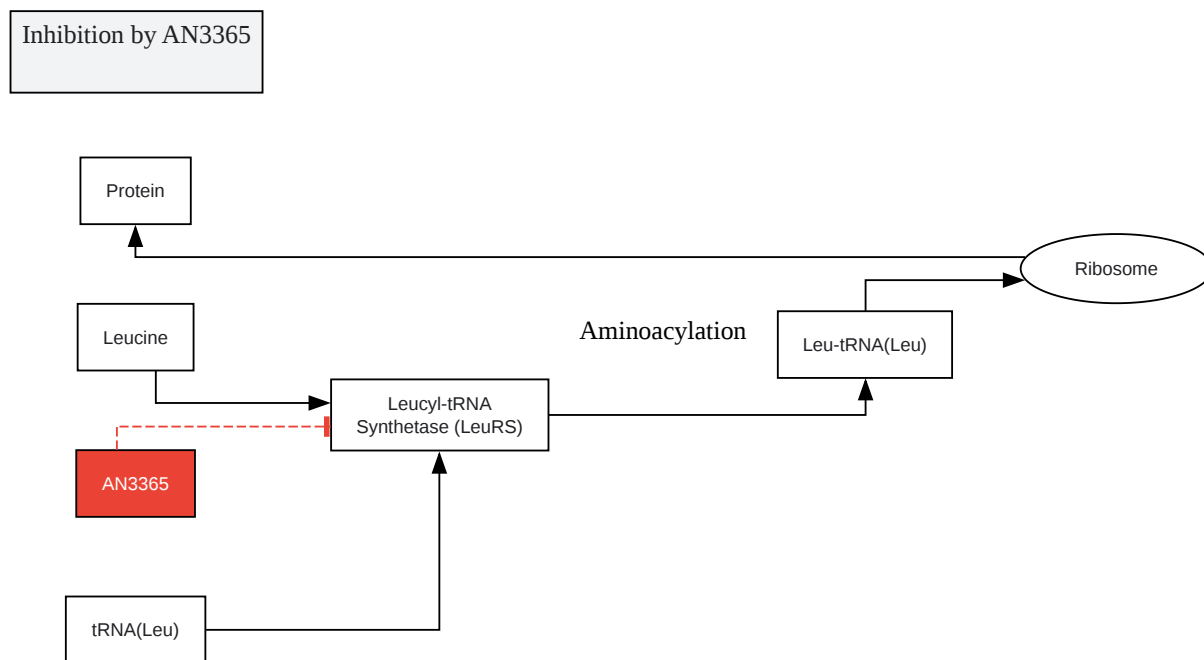 Inhibition by AN3365
Protein
Ribosome
Leucine
Aminoacylation
Leu-tRNA(Leu)
Leucyl-tRNA
Synthetase (LeuRS)
AN3365
tRNA(Leu)